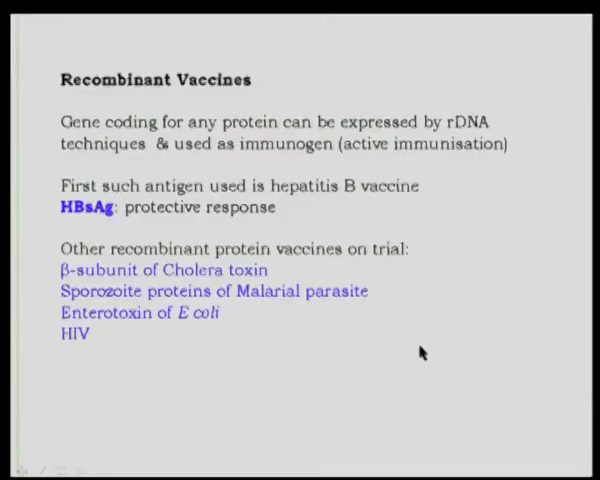 Recombinant Vaccines
Gene coding for any protein can be expressed by rDNA
techniques & used as immunogen (active immunisation)
First such antigen used is hepatitis B vaccine
HBsAg: protective response
Other recombinant protein vaccines on trial:
β-subunit of Cholera toxin
Sporozoite proteins of Malarial parasite
Enterotoxin of E coli
HIV